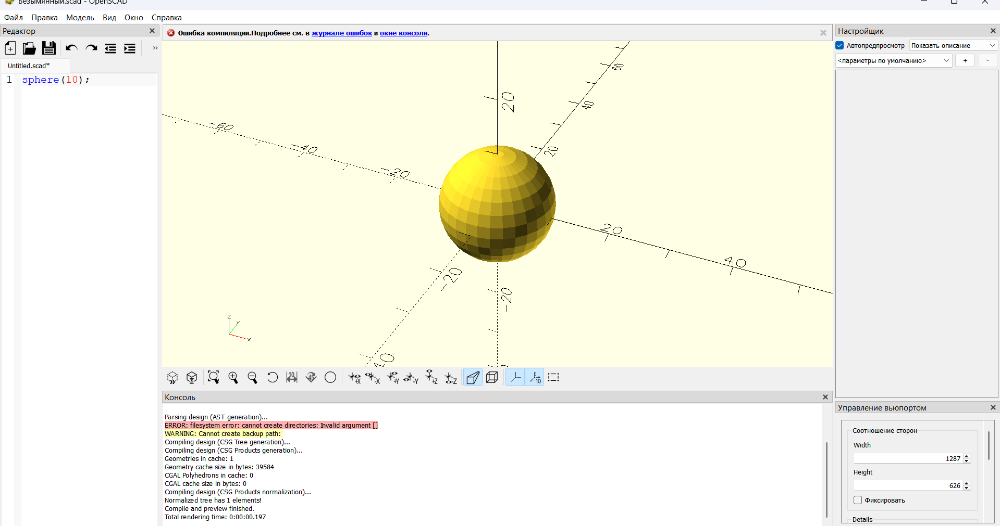 Безымянный.scad - OpenSCAD
Файл Правка Модель Вид Окно Справка
Редактор
Untitled.scad*
1 sphere(10);
Ошибка компиляции.Подробнее см. в журнале ошибок и окне консоли.
20
60
40
20
-60
-40
-20
20
40
-20
-20
z
y
x
10
45
+X
-X
+Y
-Y
+Z
-Z
10
Консоль
Parsing design (AST generation)...
ERROR: filesystem error: cannot create directories: Invalid argument []
WARNING: Cannot create backup path:
Compiling design (CSG Tree generation)...
Compiling design (CSG Products generation)...
Geometries in cache: 1
Geometry cache size in bytes: 39584
CGAL Polyhedrons in cache: 0
CGAL cache size in bytes: 0
Compiling design (CSG Products normalization)...
Normalized tree has 1 elements!
Compile and preview finished.
Total rendering time: 0:00:00.197
Настройщик
Автопредпросмотр Показать описание
<параметры по умолчанию> + -
Управление вьюпортом
Соотношение сторон
Width
1287
Height
626
Фиксировать
Details